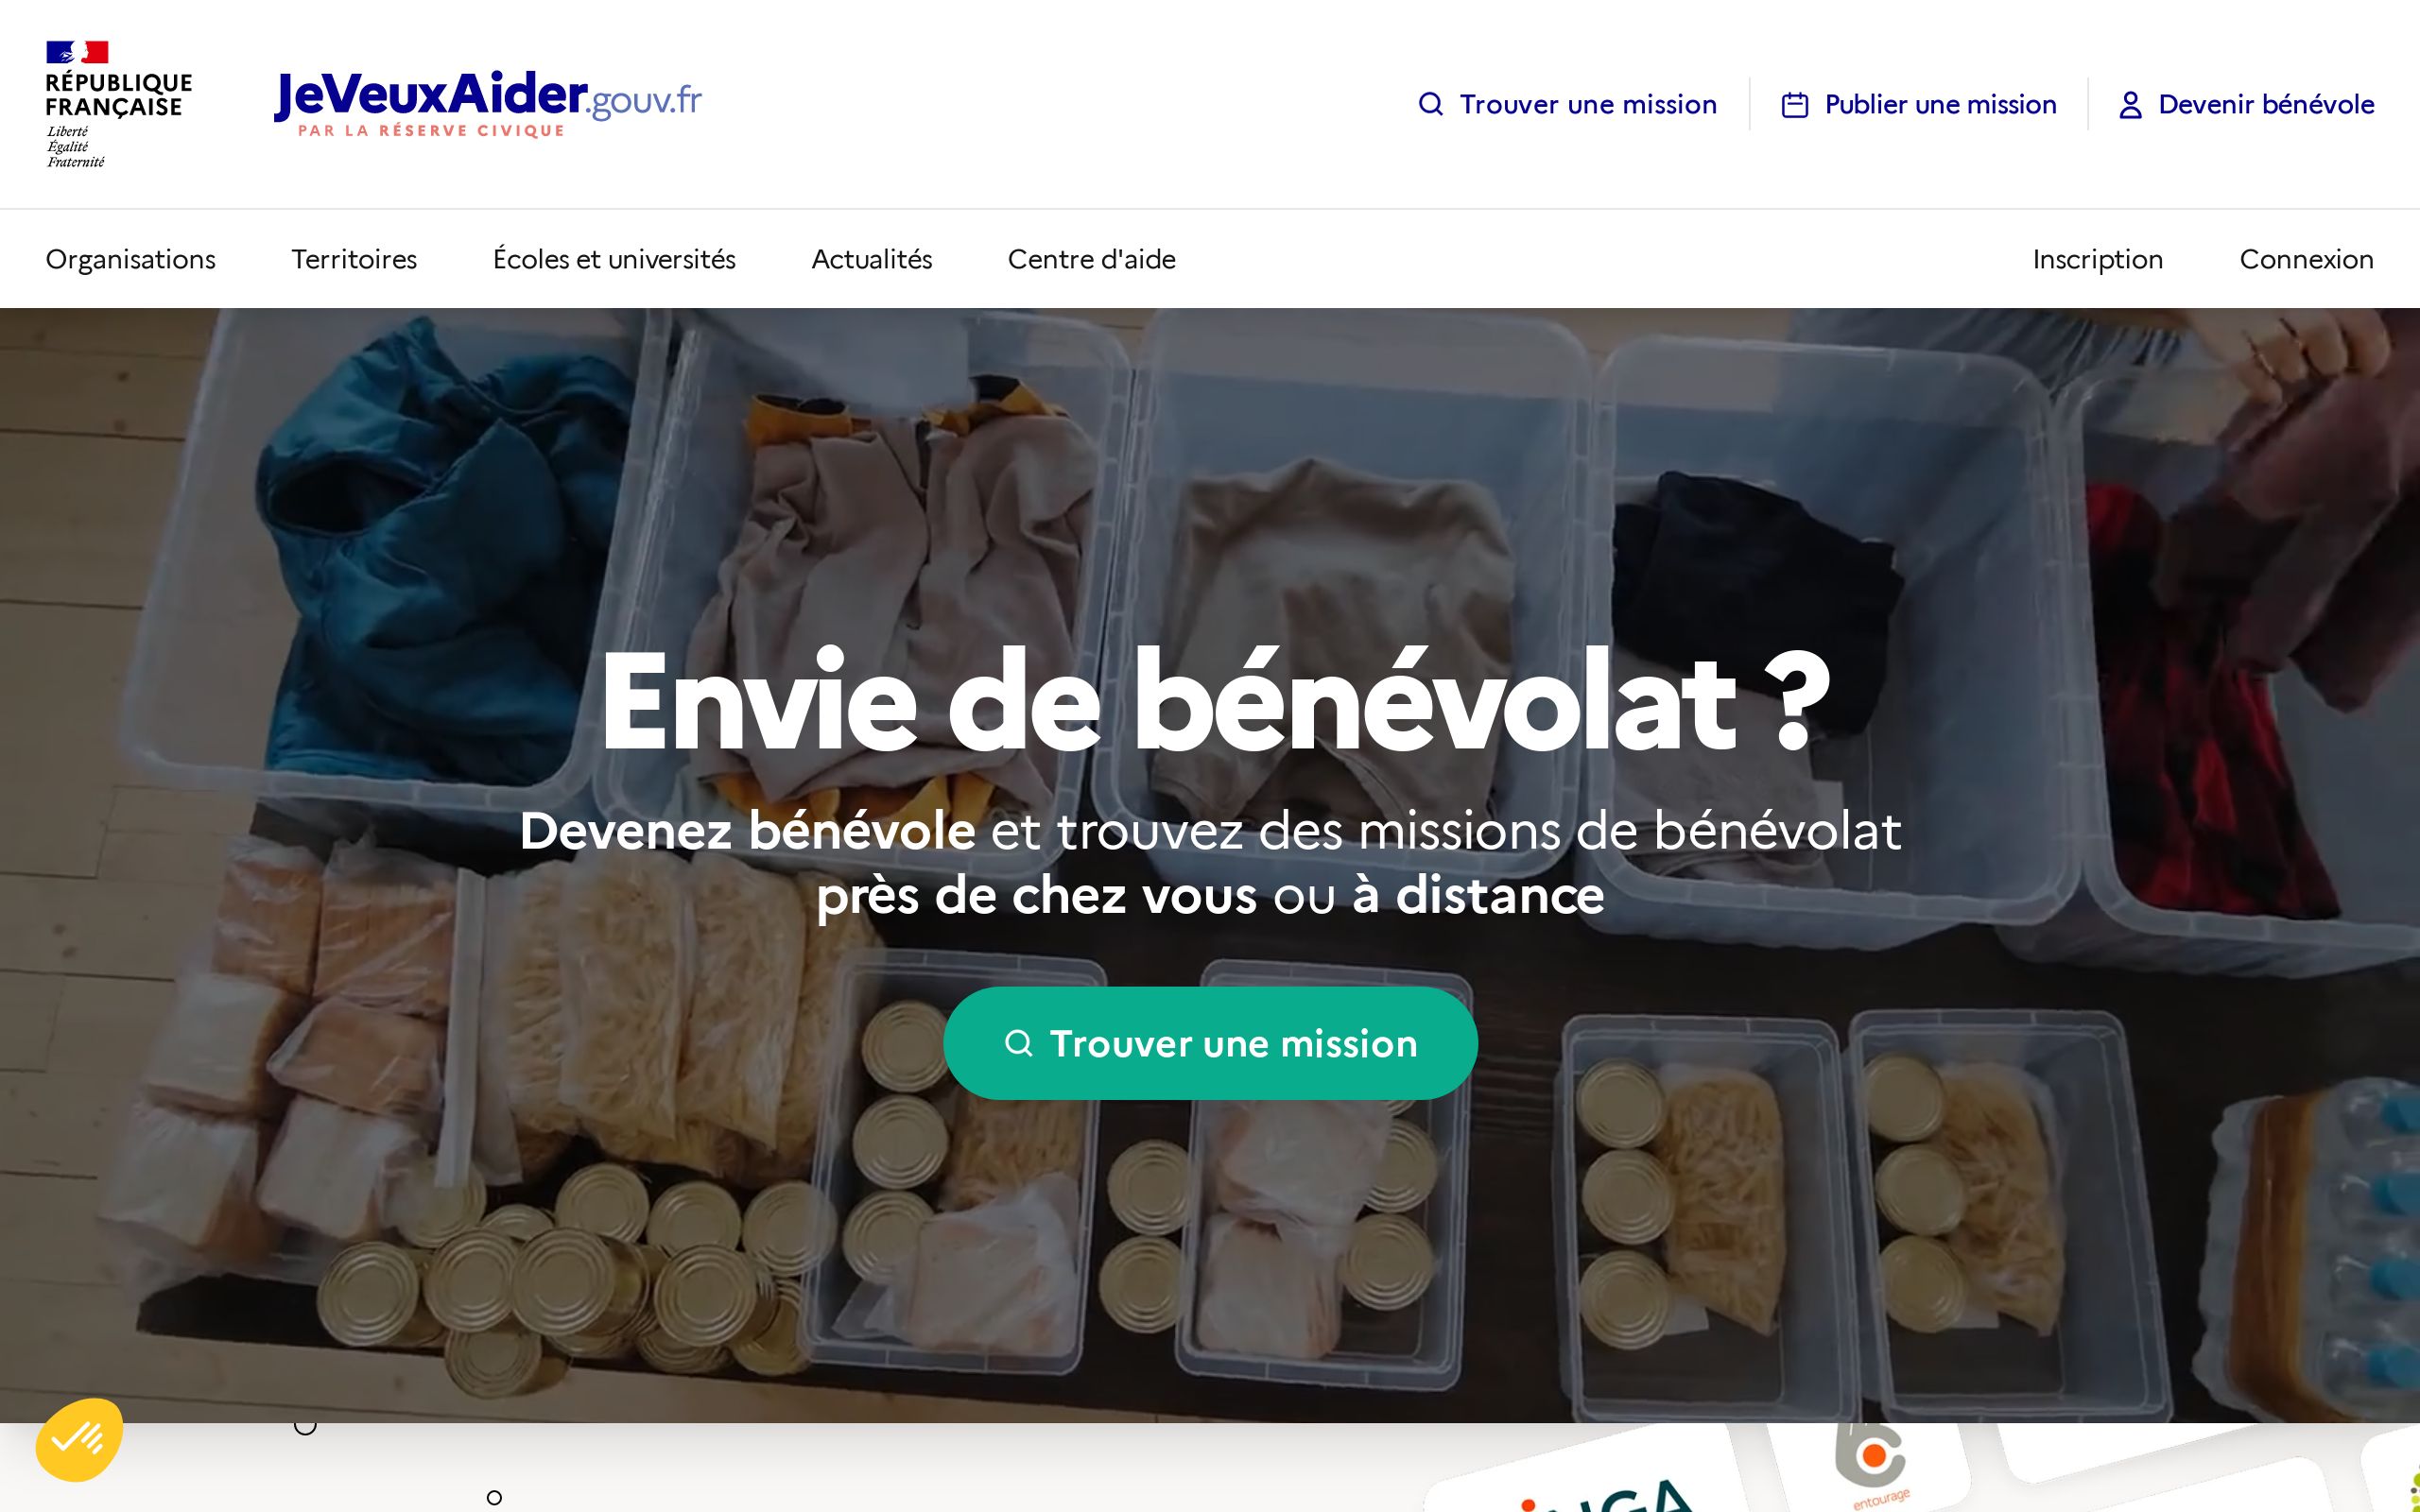 RÉPUBLIQUE
FRANÇAISE
Liberté
Égalité
Fraternité
JeVeuxAider.gouv.fr
PAR LA RÉSERVE CIVIQUE
Trouver une mission
Publier une mission
Devenir bénévole
Organisations
Territoires
Écoles et universités
Actualités
Centre d'aide
Inscription
Connexion
Envie de bénévolat ?
Devenez bénévole et trouvez des missions de bénévolat
près de chez vous ou à distance
Trouver une mission
entourage